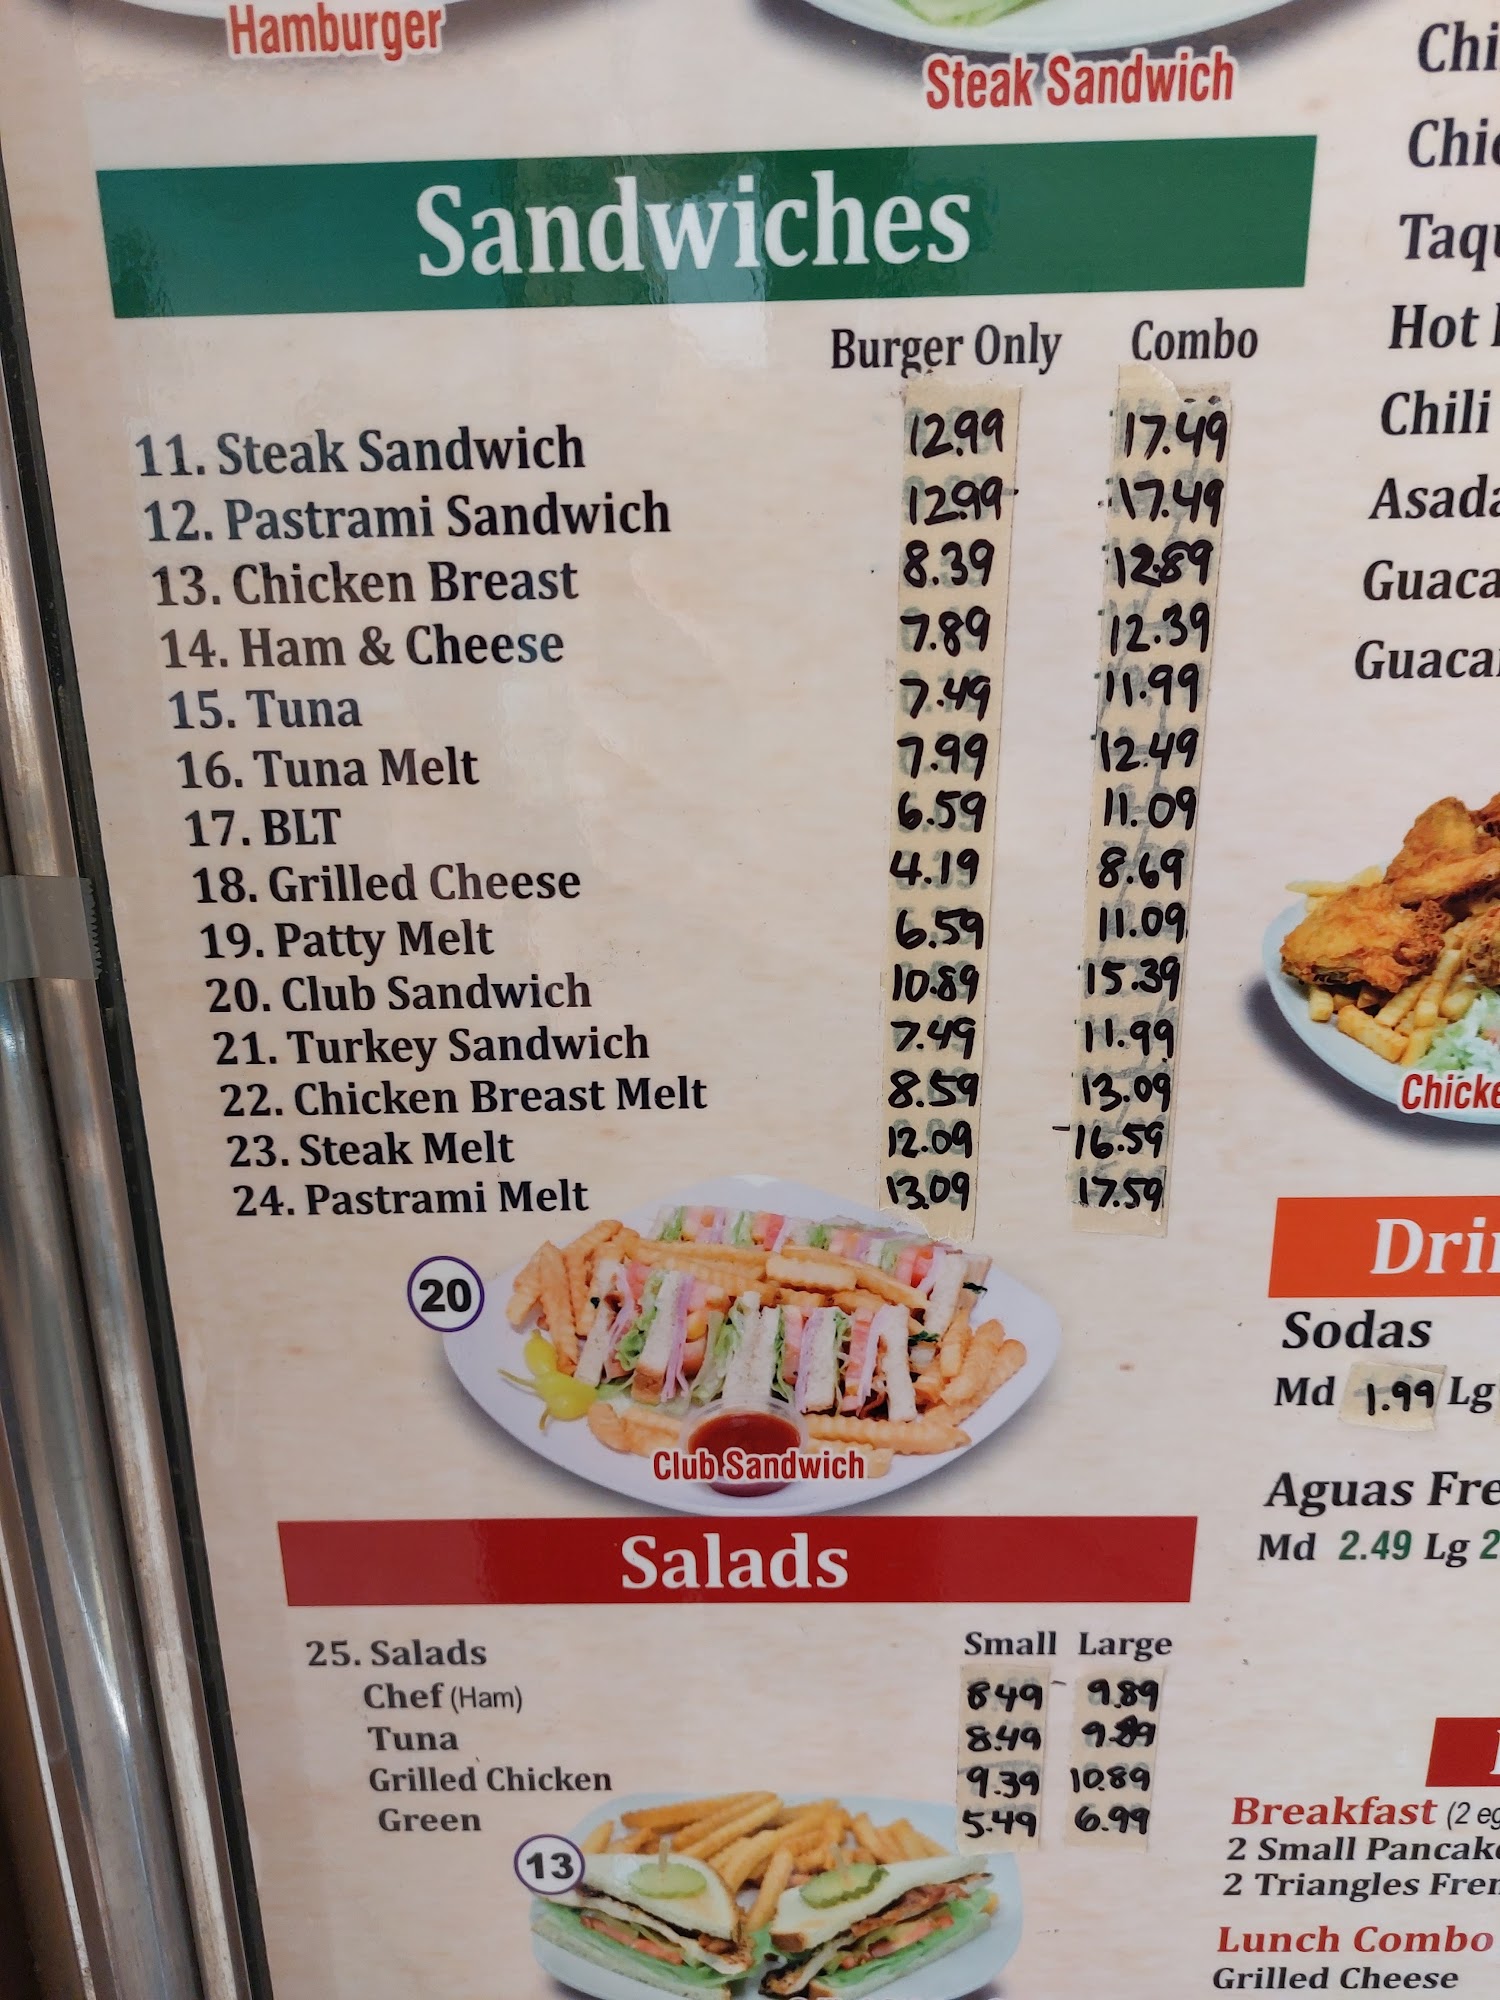 Hamburger
Steak Sandwich
Sandwiches
Burger Only Combo
11. Steak Sandwich 12.99 17.49
12. Pastrami Sandwich 12.99 17.49
13. Chicken Breast 8.39 12.89
14. Ham & Cheese 7.89 12.39
15. Tuna 7.49 11.99
16. Tuna Melt 7.99 12.49
17. BLT 6.59 11.09
18. Grilled Cheese 4.19 8.69
19. Patty Melt 6.59 11.09
20. Club Sandwich 10.89 15.39
21. Turkey Sandwich 7.49 11.99
22. Chicken Breast Melt 8.59 13.09
23. Steak Melt 12.09 16.59
24. Pastrami Melt 13.09 17.59
20
Club Sandwich
Salads
25. Salads Small Large
Chef (Ham) 8.49 9.89
Tuna 8.49 9.89
Grilled Chicken 9.39 10.89
Green 5.49 6.99
13
Hot
Chili
Sodas
Md 1.99 Lg
Aguas
Md 2.49 Lg
Breakfast (2
2 Small
2 Triangles
Lunch Combo
Grilled Cheese